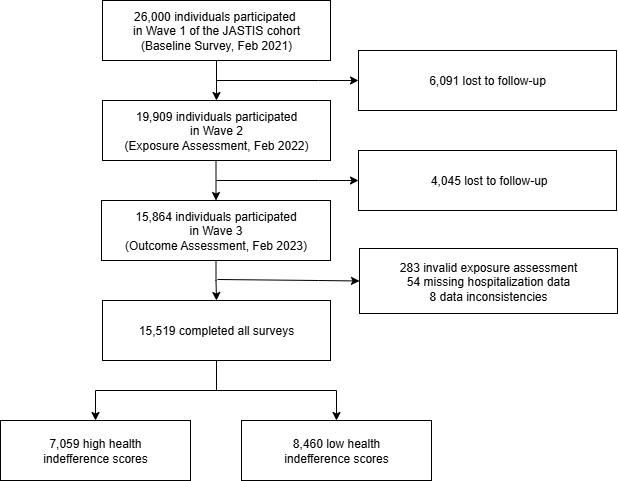 26,000 individuals participated
in Wave 1 of the JASTIS cohort
(Baseline Survey, Feb 2021)
6,091 lost to follow-up
19,909 individuals participated
in Wave 2
(Exposure Assessment, Feb 2022)
4,045 lost to follow-up
15,864 individuals participated
in Wave 3
(Outcome Assessment, Feb 2023)
283 invalid exposure assessment
54 missing hospitalization data
8 data inconsistencies
15,519 completed all surveys
7,059 high health
indefference scores
8,460 low health
indefference scores